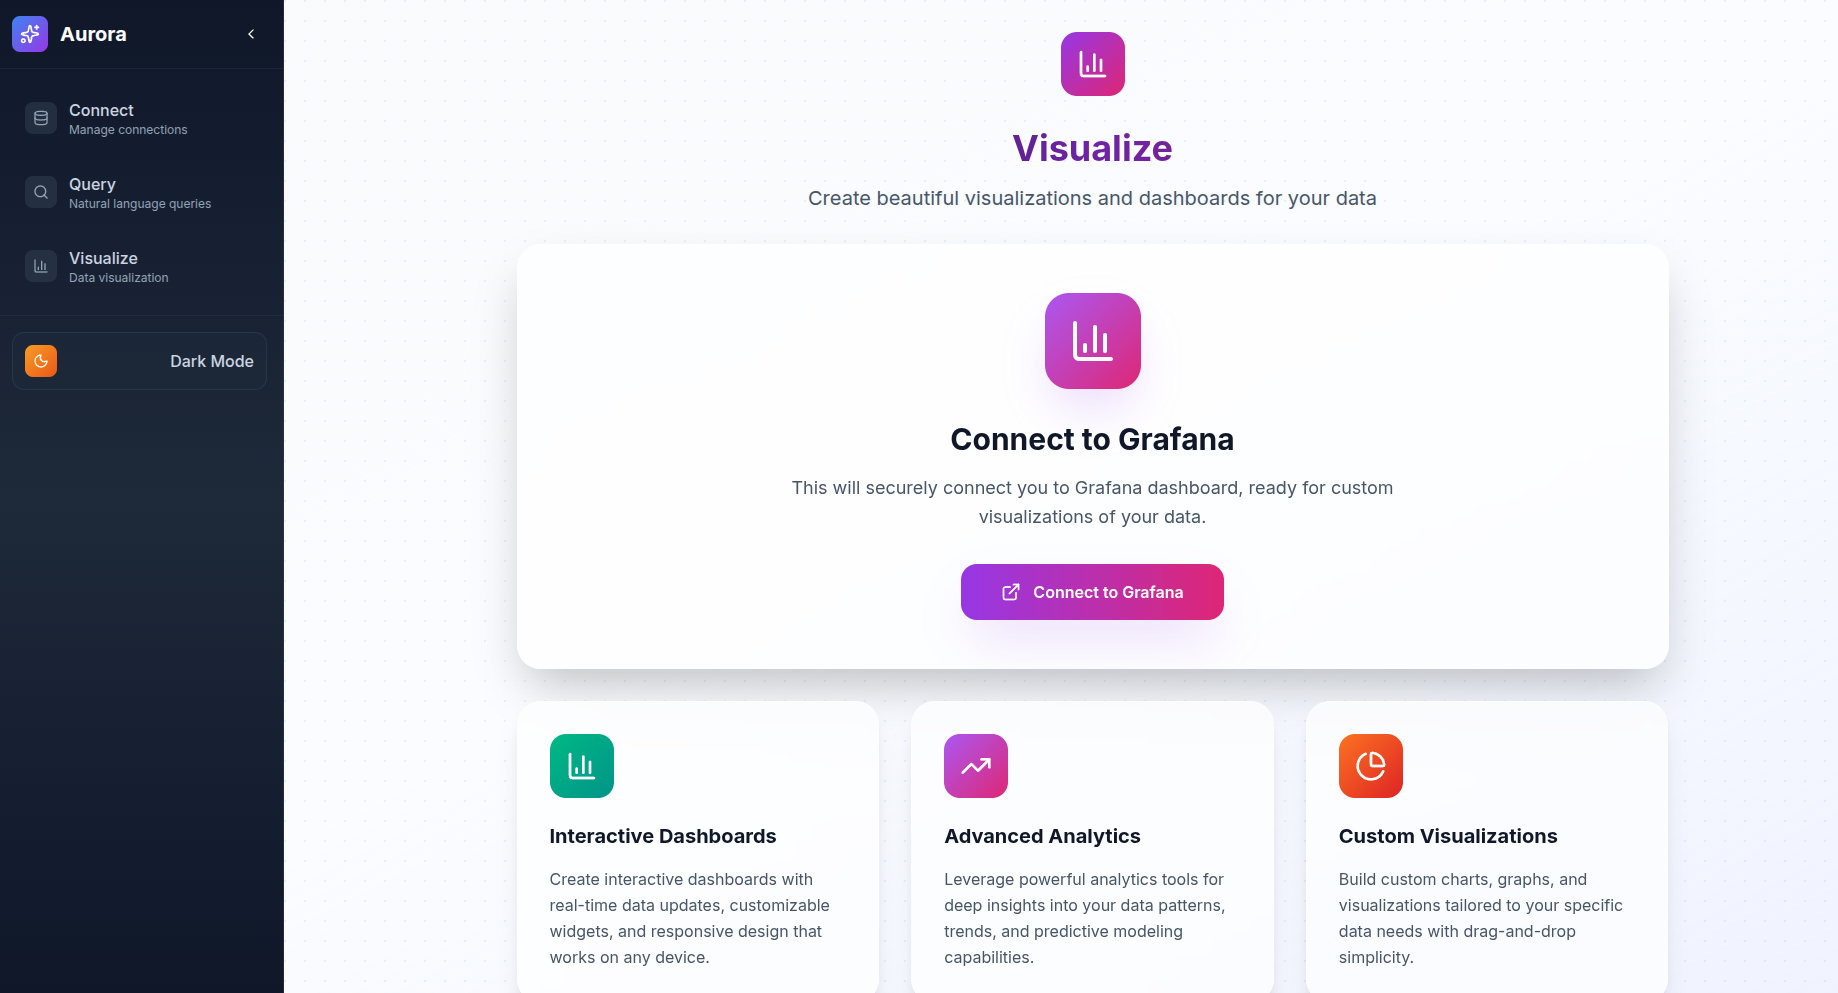 Aurora
Connect
Manage connections
Query
Natural language queries
Visualize
Data visualization
Dark Mode
Visualize
Create beautiful visualizations and dashboards for your data
Connect to Grafana
This will securely connect you to Grafana dashboard, ready for custom
visualizations of your data.
Connect to Grafana
Interactive Dashboards
Create interactive dashboards with
real-time data updates, customizable
widgets, and responsive design that
works on any device.
Advanced Analytics
Leverage powerful analytics tools for
deep insights into your data patterns,
trends, and predictive modeling
capabilities.
Custom Visualizations
Build custom charts, graphs, and
visualizations tailored to your specific
data needs with drag-and-drop
simplicity.